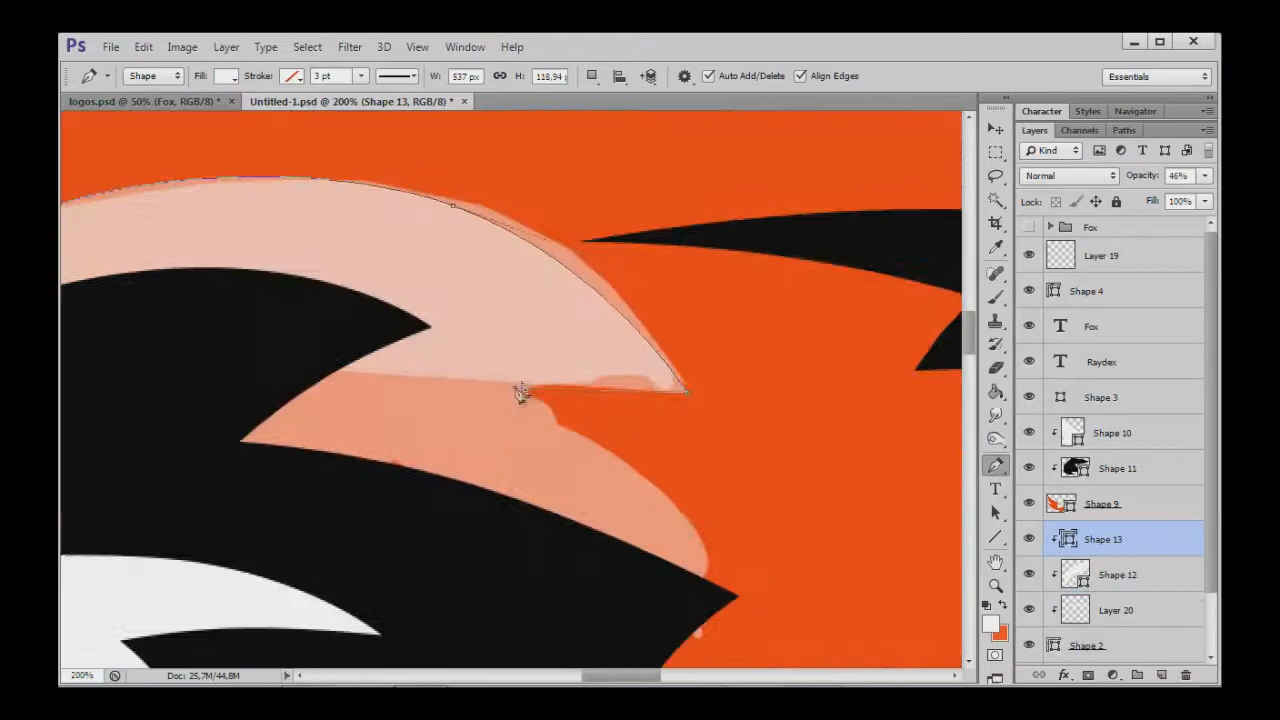 Ps File Edit Image Layer Type Select Filter 3D View Window Help
Shape Fill: Stroke: 3 pt W: 537 px H: 118,94 Auto Add/Delete Align Edges Essentials
logos.psd @ 50% (Fox, RGB/8) * × Untitled-1.psd @ 200% (Shape 13, RGB/8) * ×
Character Styles Navigator
Layers Channels Paths
Kind
Normal Opacity: 46%
Lock: Fill: 100%
Fox
Layer 19
Shape 4
T Fox
T Raydex
Shape 3
Shape 10
Shape 11
Shape 9
Shape 13
Shape 12
Layer 20
Shape 2
200% Doc: 25,7M/44,8M